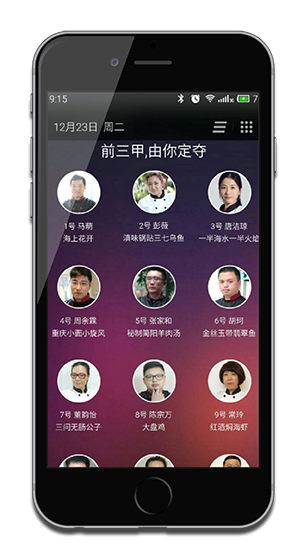 9:15
7
12月23日 周二
前三甲,由你定夺
1号 马萌
海上花开
2号 彭薇
滇味锅贴三七乌鱼
3号 唐洁琼
一半海水一半火焰
4号 周余霖
重庆小面小旋风
5号 张家和
秘制简阳羊肉汤
6号 胡珂
金丝玉带翡翠鱼
7号 董韵怡
三问无肠公子
8号 陈宗万
大盘鸡
9号 常玲
红酒焗海虾